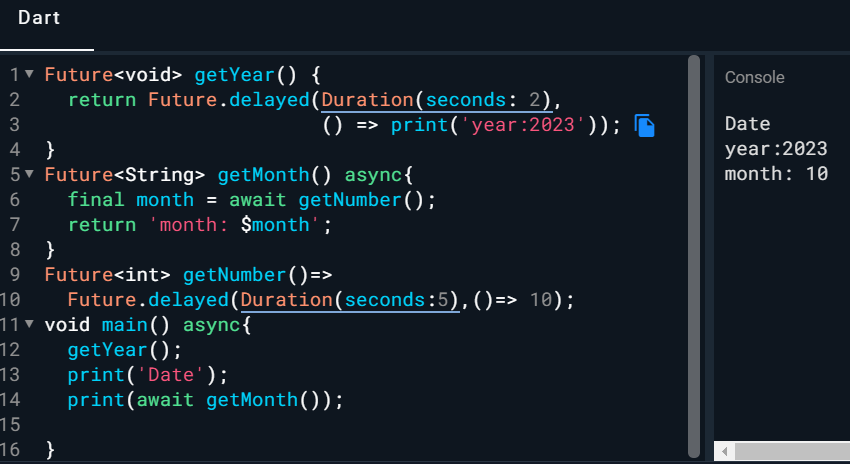 Dart
1 Future<void> getYear() {
2 return Future.delayed(Duration(seconds: 2),
3 () => print('year:2023'));
4 }
5 Future<String> getMonth() async{
6 final month = await getNumber();
7 return 'month: $month';
8 }
9 Future<int> getNumber()=>
10 Future.delayed(Duration(seconds:5),()=> 10);
11 void main() async{
12 getYear();
13 print('Date');
14 print(await getMonth());
15
16 }
Console
Date
year:2023
month: 10